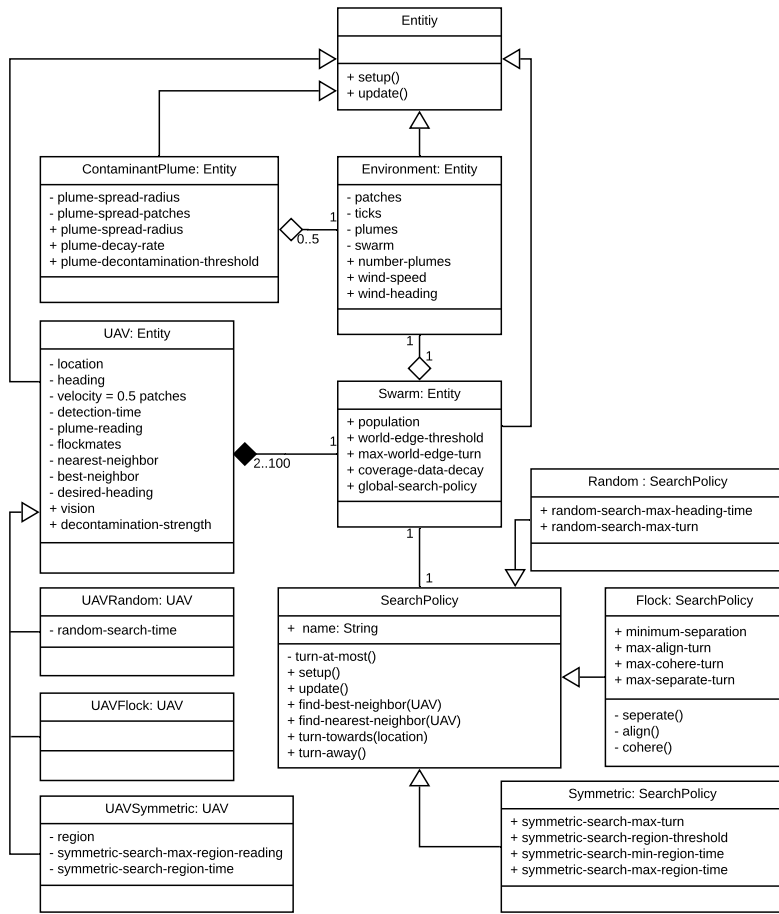 Entitiy
+ setup()
+ update()
ContaminantPlume: Entity
- plume-spread-radius
- plume-spread-patches
+ plume-spread-radius
+ plume-decay-rate
+ plume-decontamination-threshold
0..5
1
Environment: Entity
- patches
- ticks
- plumes
- swarm
+ number-plumes
+ wind-speed
+ wind-heading
1
1
UAV: Entity
- location
- heading
- velocity = 0.5 patches
- detection-time
- plume-reading
- flockmates
- nearest-neighbor
- best-neighbor
- desired-heading
+ vision
+ decontamination-strength
2..100
1
Swarm: Entity
+ population
+ world-edge-threshold
+ max-world-edge-turn
+ coverage-data-decay
+ global-search-policy
1
1
Random : SearchPolicy
+ random-search-max-heading-time
+ random-search-max-turn
UAVRandom: UAV
- random-search-time
SearchPolicy
+ name: String
- turn-at-most()
+ setup()
+ update()
+ find-best-neighbor(UAV)
+ find-nearest-neighbor(UAV)
+ turn-towards(location)
+ turn-away()
Flock: SearchPolicy
+ minimum-separation
+ max-align-turn
+ max-cohere-turn
+ max-separate-turn
- seperate()
- align()
- cohere()
UAVFlock: UAV
UAVSymmetric: UAV
- region
- symmetric-search-max-region-reading
- symmetric-search-region-time
Symmetric: SearchPolicy
+ symmetric-search-max-turn
+ symmetric-search-region-threshold
+ symmetric-search-min-region-time
+ symmetric-search-max-region-time